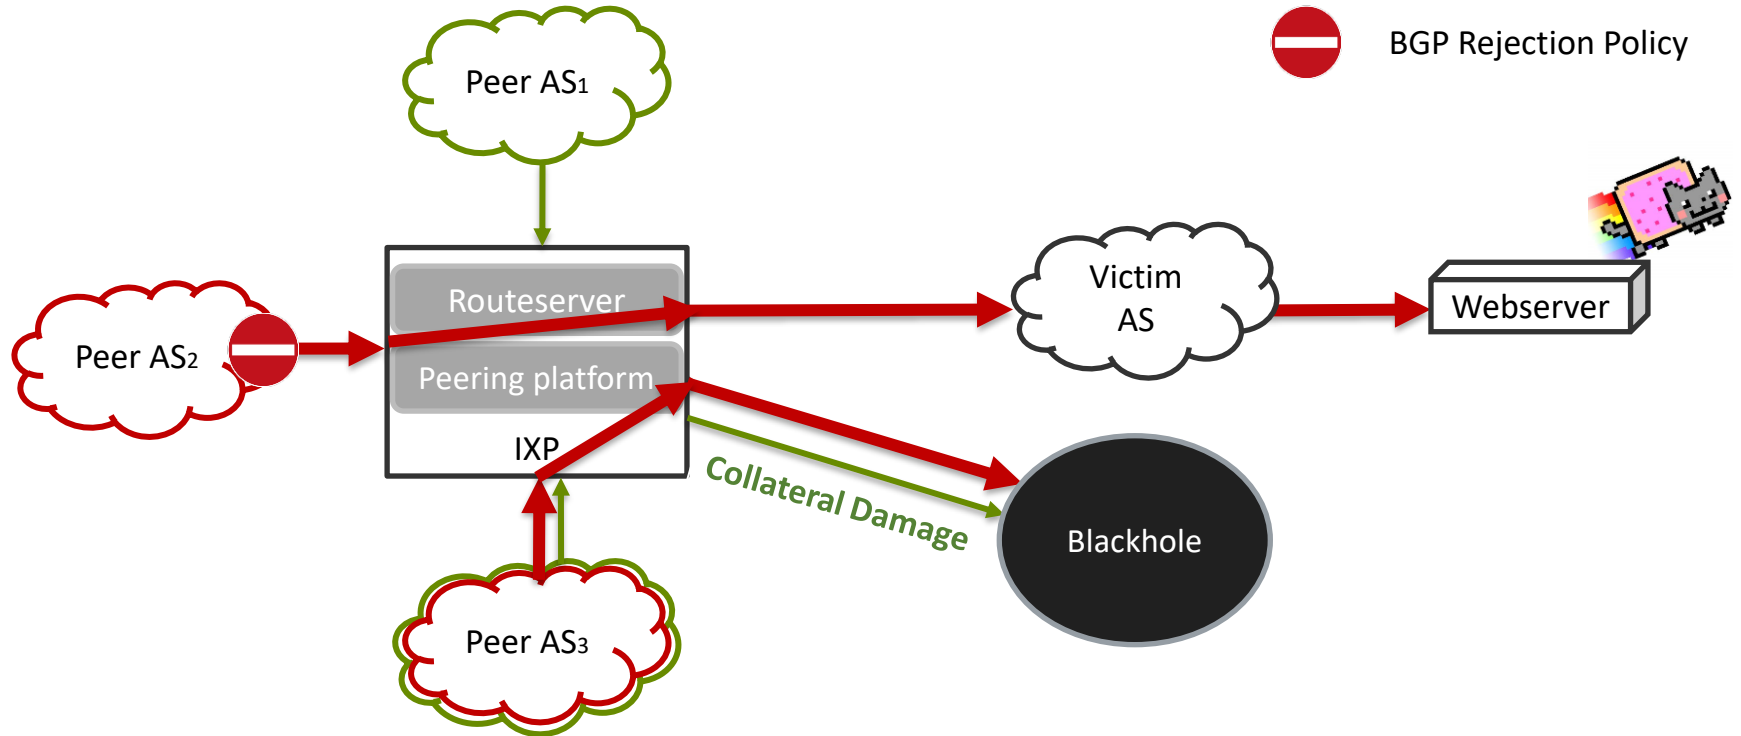 BGP Rejection Policy
Peer AS1
Routeserver
Victim
AS
Webserver
Peer AS2
Peering platform
IXP
Collateral Damage
Blackhole
Peer AS3